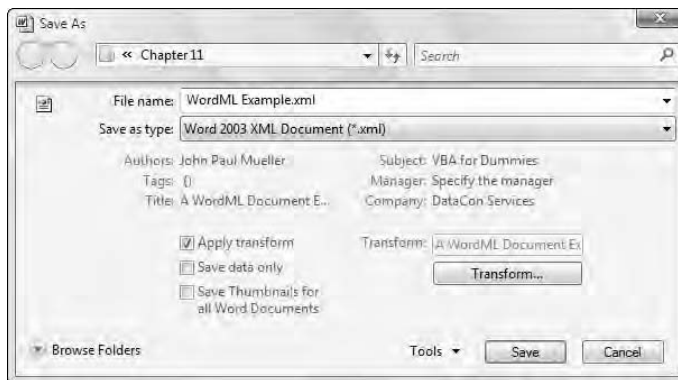 Save As
« Chapter 11
Search
File name: WordML Example.xml
Save as type: Word 2003 XML Document (*.xml)
Authors: John Paul Mueller Subject: VBA for Dummies
Tags: {} Manager: Specify the manager
Title: A WordML Document E... Company: DataCon Services
Apply transform Transform: A WordML Document Ex
Save data only Transform...
Save Thumbnails for
all Word Documents
Browse Folders Tools Save Cancel